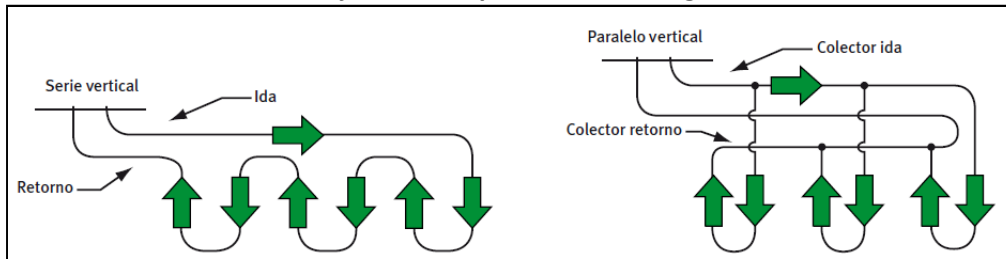 Serie vertical
Ida
Retorno
Paralelo vertical
Colector ida
Colector retorno